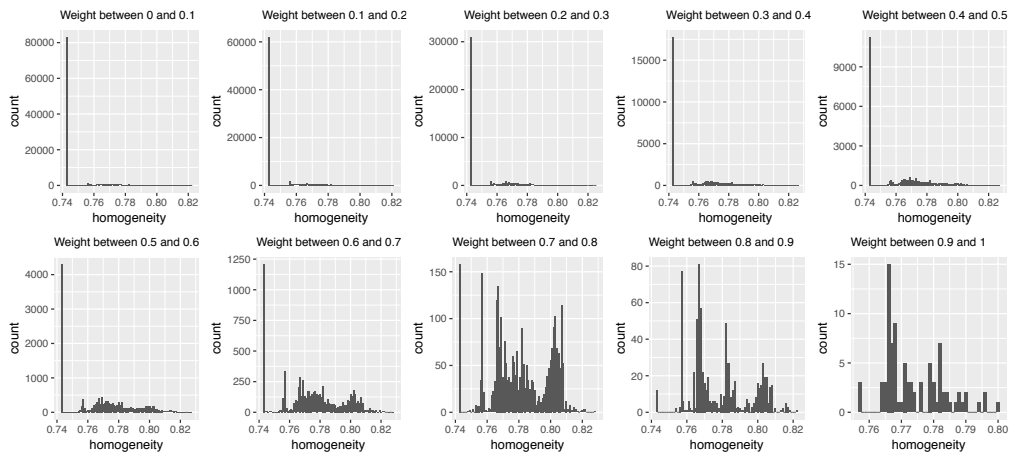 Weight between 0 and 0.1
80000
60000
40000
20000
0
count
0.74 0.76 0.78 0.80 0.82
homogeneity
Weight between 0.1 and 0.2
60000
40000
20000
0
count
0.74 0.76 0.78 0.80 0.82
homogeneity
Weight between 0.2 and 0.3
30000
20000
10000
0
count
0.74 0.76 0.78 0.80 0.82
homogeneity
Weight between 0.3 and 0.4
15000
10000
5000
0
count
0.74 0.76 0.78 0.80 0.82
homogeneity
Weight between 0.4 and 0.5
9000
6000
3000
0
count
0.74 0.76 0.78 0.80 0.82
homogeneity
Weight between 0.5 and 0.6
4000
3000
2000
1000
0
count
0.74 0.76 0.78 0.80 0.82
homogeneity
Weight between 0.6 and 0.7
1250
1000
750
500
250
0
count
0.74 0.76 0.78 0.80 0.82
homogeneity
Weight between 0.7 and 0.8
150
100
50
0
count
0.74 0.76 0.78 0.80 0.82
homogeneity
Weight between 0.8 and 0.9
80
60
40
20
0
count
0.74 0.76 0.78 0.80 0.82
homogeneity
Weight between 0.9 and 1
15
10
5
0
count
0.76 0.77 0.78 0.79 0.80
homogeneity